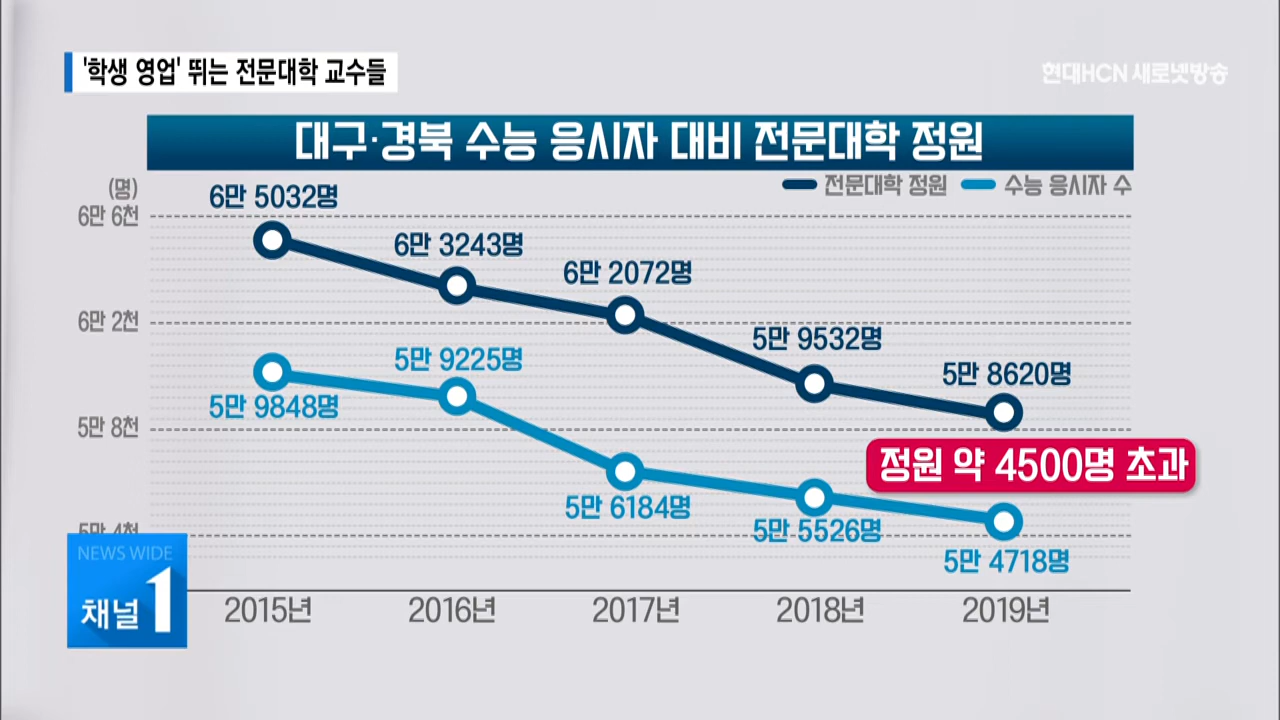 '학생 영업' 뛰는 전문대학 교수들
현대HCN 새로넷방송
대구·경북 수능 응시자 대비 전문대학 정원
전문대학 정원 수능 응시자 수
(명)
6만 6천
6만 2천
5만 8천
5만 4천
6만 5032명
6만 3243명
6만 2072명
5만 9532명
5만 8620명
5만 9848명
5만 9225명
5만 6184명
5만 5526명
5만 4718명
정원 약 4500명 초과
NEWS WIDE
채널 1
2015년 2016년 2017년 2018년 2019년